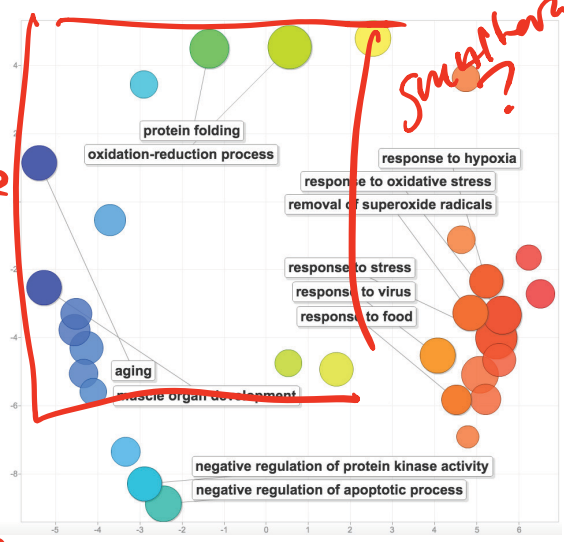 4
protein folding
oxidation-reduction process
response to hypoxia
response to oxidative stress
removal of superoxide radicals
response to stress
response to virus
response to food
aging
muscle organ development
negative regulation of protein kinase activity
negative regulation of apoptotic process
2
-2
-4
-6
-8
-5 -4 -3 -2 -1 0 1 2 3 4 5 6
?